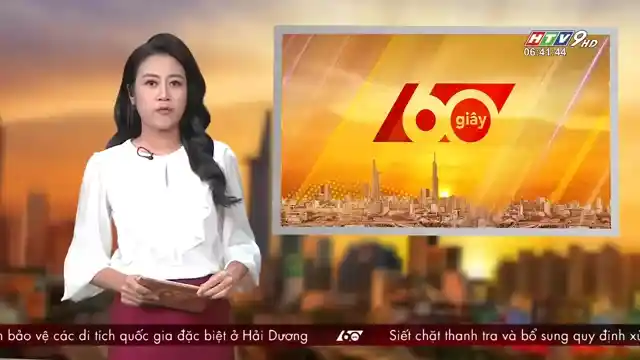 HTV9 HD
06:41:44
60
giây
bảo vệ các di tích quốc gia đặc biệt ở Hải Dương 60 Siết chặt thanh tra và bổ sung quy định